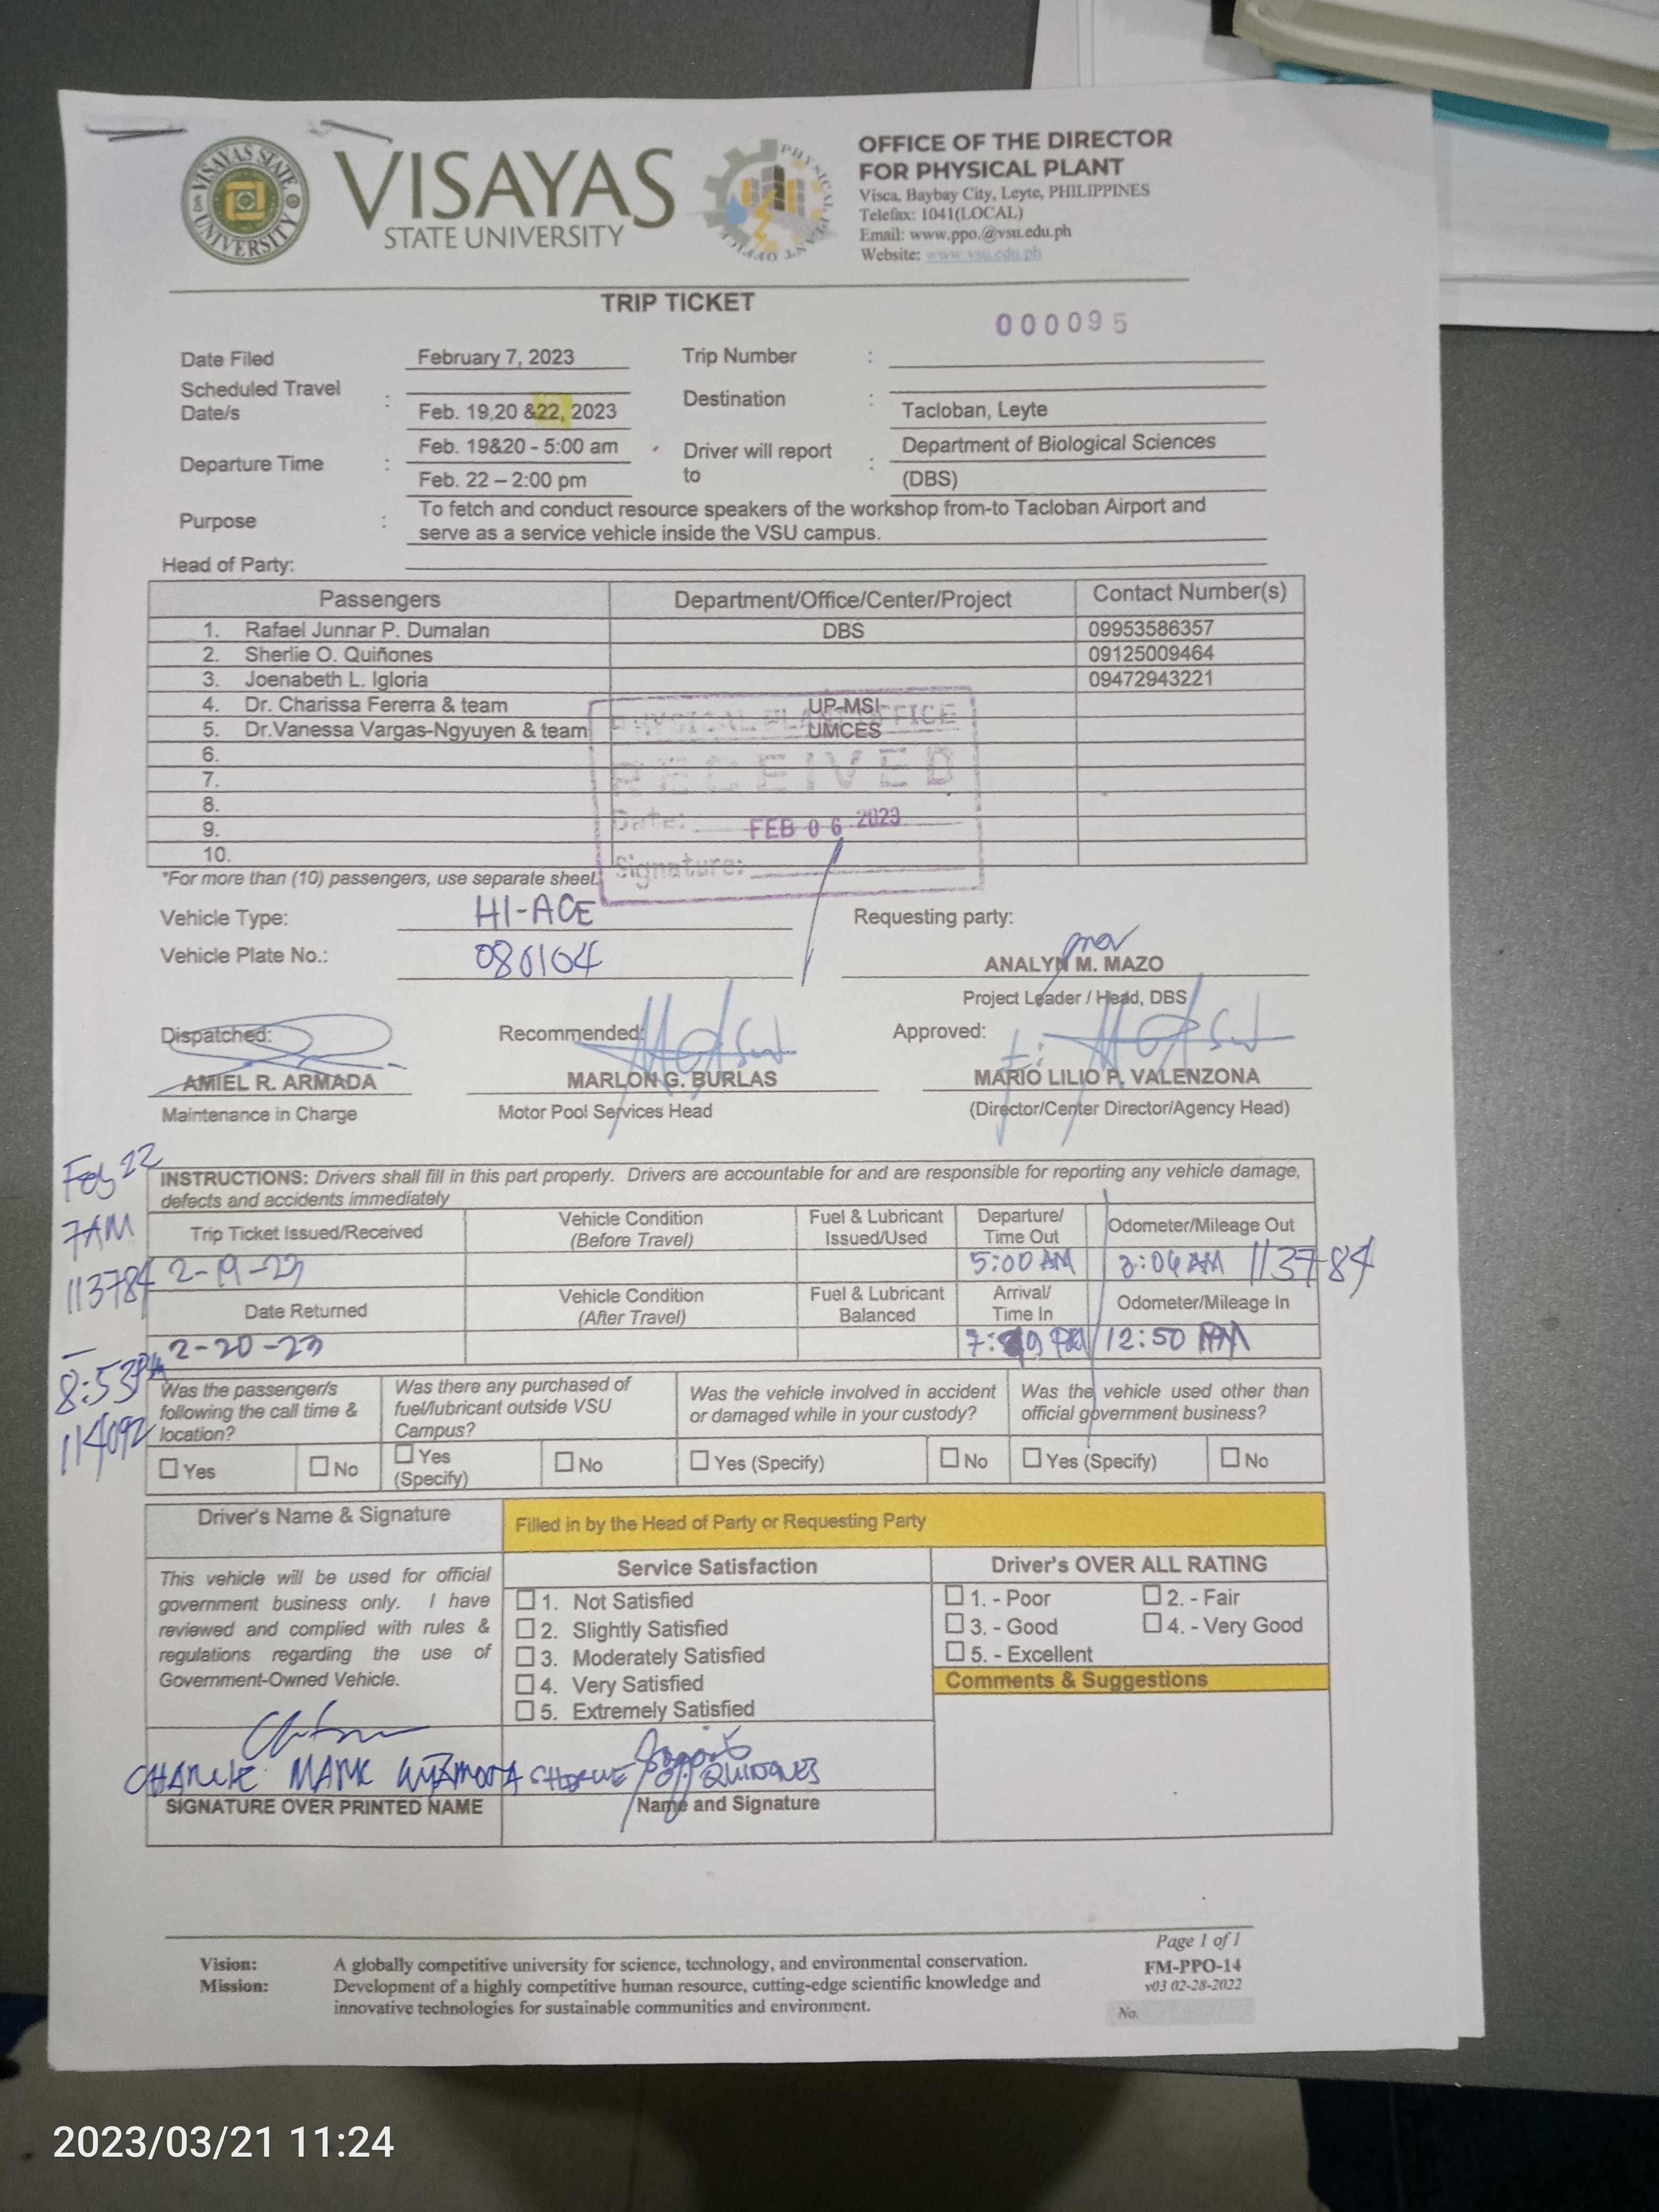 VISAYAS STATE UNIVERSITY
VISAYAS
STATE UNIVERSITY
PHYSICAL PLANT OFFICE
OFFICE OF THE DIRECTOR
FOR PHYSICAL PLANT
Visca, Baybay City, Leyte, PHILIPPINES
Telefax: 1041(LOCAL)
Email: www.ppo.@vsu.edu.ph
Website: www.vsu.edu.ph
TRIP TICKET
000095
Date Filed February 7, 2023 Trip Number :
Scheduled Travel Date/s : Feb. 19,20 &22, 2023 Destination : Tacloban, Leyte
Departure Time : Feb. 19&20 - 5:00 am Driver will report to : Department of Biological Sciences
Feb. 22 – 2:00 pm (DBS)
Purpose : To fetch and conduct resource speakers of the workshop from-to Tacloban Airport and
serve as a service vehicle inside the VSU campus.
Head of Party:
Passengers Department/Office/Center/Project Contact Number(s)
1. Rafael Junnar P. Dumalan DBS 09953586357
2. Sherlie O. Quiñones 09125009464
3. Joenabeth L. Igloria 09472943221
4. Dr. Charissa Fererra & team UP-MSI
5. Dr.Vanessa Vargas-Ngyuyen & team UMCES
6.
7.
8.
9.
10.
PHYSICAL PLANT OFFICE
RECEIVED
Date: FEB 06 2023
Signature:
*For more than (10) passengers, use separate sheet.
Vehicle Type: HI-ACE Requesting party:
Vehicle Plate No.: 080104
ANALYN M. MAZO
Project Leader / Head, DBS
Dispatched: Recommended: Approved:
AMIEL R. ARMADA MARLON G. BURLAS MARIO LILIO P. VALENZONA
Maintenance in Charge Motor Pool Services Head (Director/Center Director/Agency Head)
Feb 22
7AM
113784
8:53PM
114092
INSTRUCTIONS: Drivers shall fill in this part properly. Drivers are accountable for and are responsible for reporting any vehicle damage,
defects and accidents immediately
Trip Ticket Issued/Received Vehicle Condition (Before Travel) Fuel & Lubricant Issued/Used Departure/ Time Out Odometer/Mileage Out
2-19-23 5:00 AM 113784
Date Returned Vehicle Condition (After Travel) Fuel & Lubricant Balanced Arrival/ Time In Odometer/Mileage In
2-20-23 12:50
Was the passenger/s following the call time & location? Was there any purchased of fuel/lubricant outside VSU Campus? Was the vehicle involved in accident or damaged while in your custody? Was the vehicle used other than official government business?
☐ Yes ☐ No ☐ Yes (Specify) ☐ No ☐ Yes (Specify) ☐ No ☐ Yes (Specify) ☐ No
Driver's Name & Signature Filled in by the Head of Party or Requesting Party
This vehicle will be used for official
government business only. I have
reviewed and complied with rules &
regulations regarding the use of
Government-Owned Vehicle.
Service Satisfaction
☐ 1. Not Satisfied
☐ 2. Slightly Satisfied
☐ 3. Moderately Satisfied
☐ 4. Very Satisfied
☐ 5. Extremely Satisfied
Driver's OVER ALL RATING
☐ 1. - Poor ☐ 2. - Fair
☐ 3. - Good ☐ 4. - Very Good
☐ 5. - Excellent
Comments & Suggestions
MARK O. QUINONES
SIGNATURE OVER PRINTED NAME Name and Signature
Vision: A globally competitive university for science, technology, and environmental conservation.
Mission: Development of a highly competitive human resource, cutting-edge scientific knowledge and
innovative technologies for sustainable communities and environment.
Page 1 of 1
FM-PPO-14
v03 02-28-2022
No.
2023/03/21 11:24